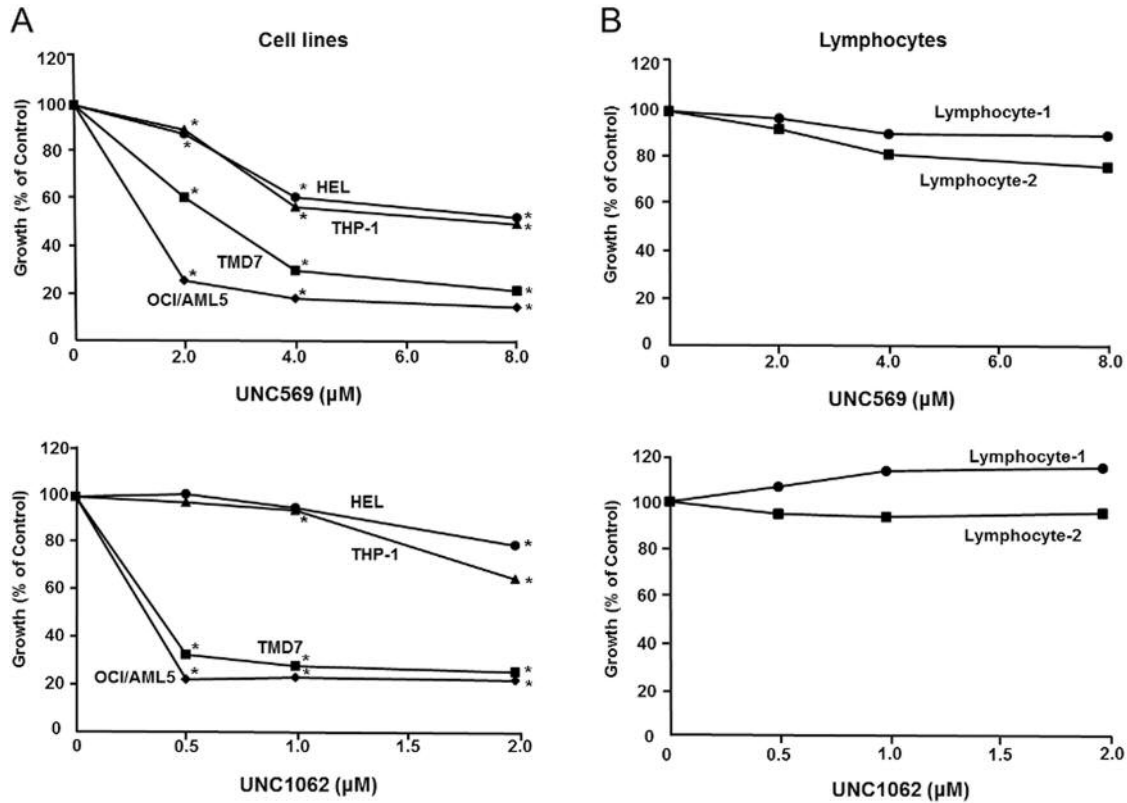 A
Cell lines
120
100
80
60
40
20
0
Growth (% of Control)
*
*
*
*
*
*
*
*
*
*
*
*
HEL
THP-1
TMD7
OCI/AML5
0
2.0
4.0
6.0
8.0
UNC569 (µM)
B
Lymphocytes
120
100
80
60
40
20
0
Growth (% of Control)
Lymphocyte-1
Lymphocyte-2
0
2.0
4.0
6.0
8.0
UNC569 (µM)
120
100
80
60
40
20
0
Growth (% of Control)
HEL
THP-1
TMD7
OCI/AML5
*
*
*
*
*
*
*
*
*
0
0.5
1.0
1.5
2.0
UNC1062 (µM)
120
100
80
60
40
20
0
Growth (% of Control)
Lymphocyte-1
Lymphocyte-2
0
0.5
1.0
1.5
2.0
UNC1062 (µM)